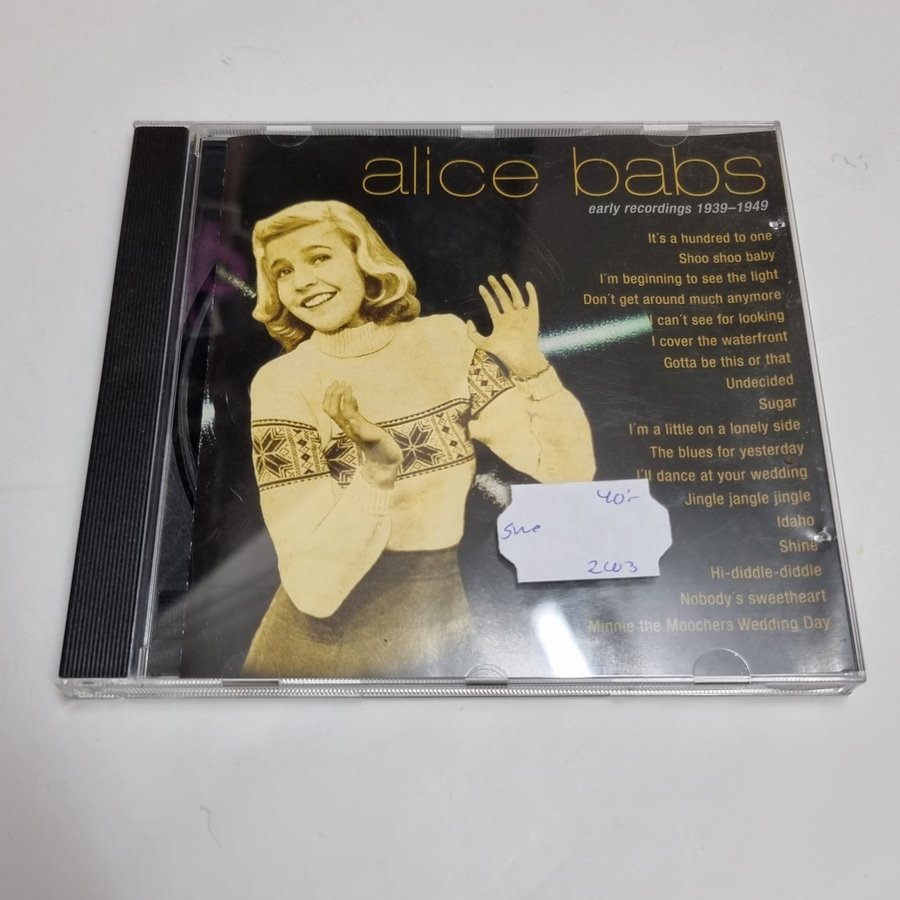 alice babs
early recordings 1939–1949
It´s a hundred to one
Shoo shoo baby
I´m beginning to see the light
Don´t get around much anymore
I can´t see for looking
I cover the waterfront
Gotta be this or that
Undecided
Sugar
I´m a little on a lonely side
The blues for yesterday
I´ll dance at your wedding
Jingle jangle jingle
Idaho
Shine
Hi-diddle-diddle
Nobody´s sweetheart
Minnie the Moochers Wedding Day
40:-
swe
2cd3